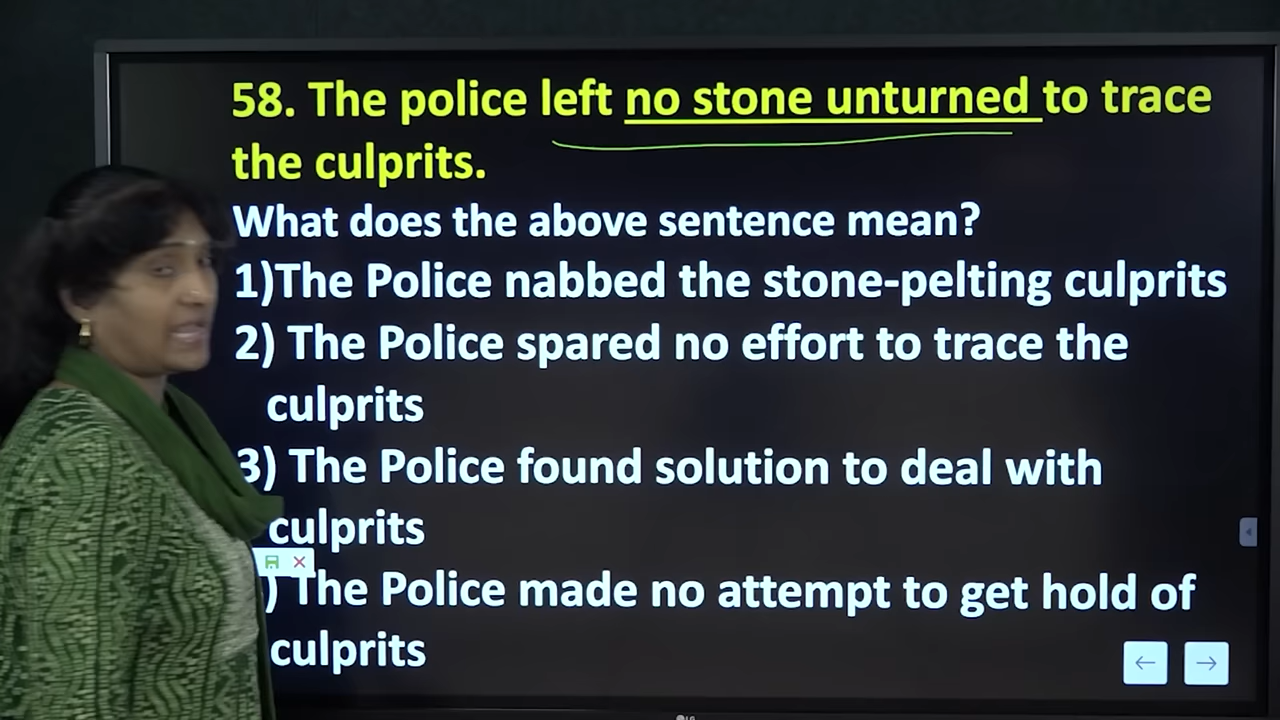 58. The police left no stone unturned to trace
the culprits.
What does the above sentence mean?
1)The Police nabbed the stone-pelting culprits
2) The Police spared no effort to trace the
culprits
3) The Police found solution to deal with
culprits
) The Police made no attempt to get hold of
culprits
LG